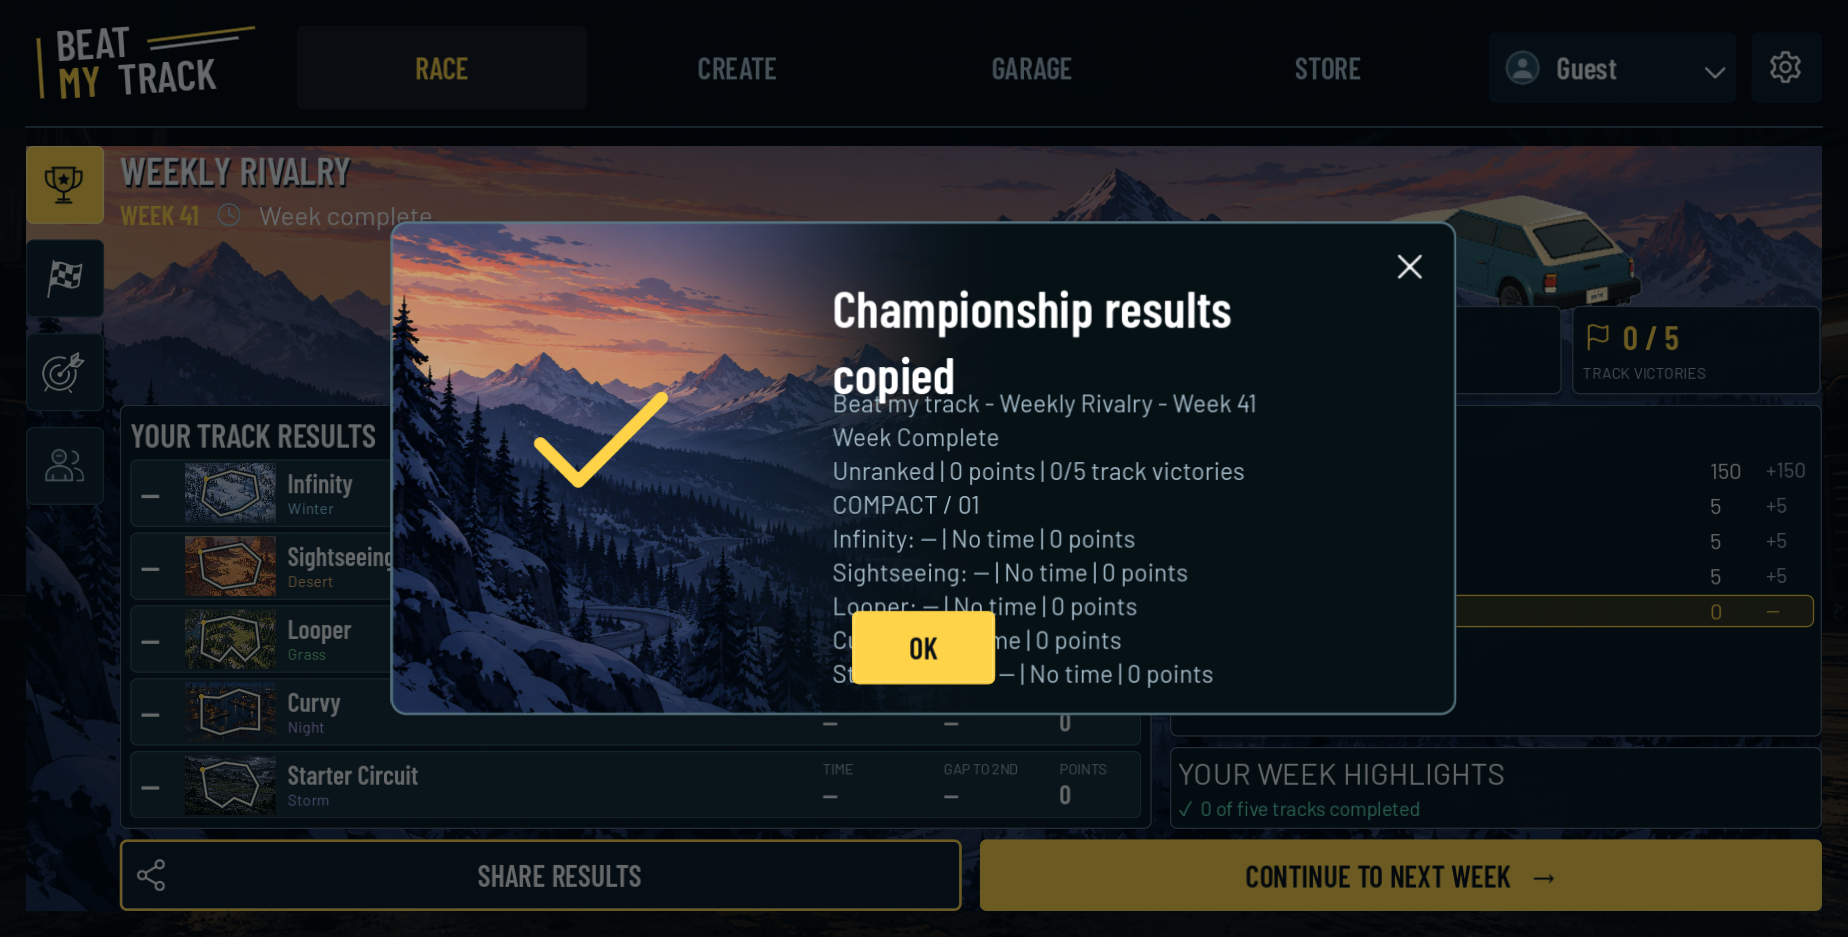 BEAT
MY TRACK
RACE
CREATE
GARAGE
STORE
Guest
WEEKLY RIVALRY
WEEK 41 Week complete
Championship results
copied
Beat my track - Weekly Rivalry - Week 41
Week Complete
Unranked | 0 points | 0/5 track victories
COMPACT / 01
Infinity: — | No time | 0 points
Sightseeing: — | No time | 0 points
Looper: — | No time | 0 points
| 0 points
— | No time | 0 points
OK
0 / 5
TRACK VICTORIES
YOUR TRACK RESULTS
Infinity
Winter
Sightseeing
Desert
Looper
Grass
Curvy
Night
— — 0
Starter Circuit
Storm
TIME GAP TO 2ND POINTS
— — 0
150 +150
5 +5
5 +5
5 +5
0 —
YOUR WEEK HIGHLIGHTS
✓ 0 of five tracks completed
SHARE RESULTS
CONTINUE TO NEXT WEEK →